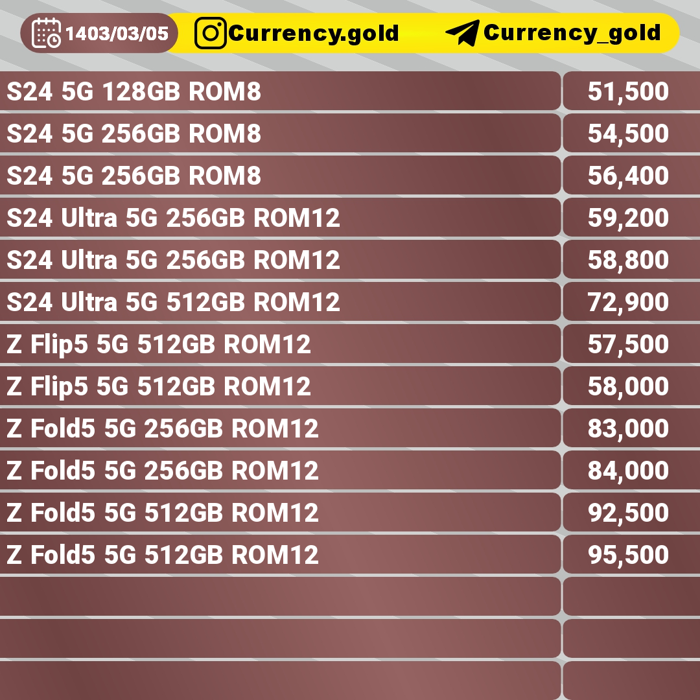 1403/03/05 Currency.gold Currency_gold
S24 5G 128GB ROM8 51,500
S24 5G 256GB ROM8 54,500
S24 5G 256GB ROM8 56,400
S24 Ultra 5G 256GB ROM12 59,200
S24 Ultra 5G 256GB ROM12 58,800
S24 Ultra 5G 512GB ROM12 72,900
Z Flip5 5G 512GB ROM12 57,500
Z Flip5 5G 512GB ROM12 58,000
Z Fold5 5G 256GB ROM12 83,000
Z Fold5 5G 256GB ROM12 84,000
Z Fold5 5G 512GB ROM12 92,500
Z Fold5 5G 512GB ROM12 95,500